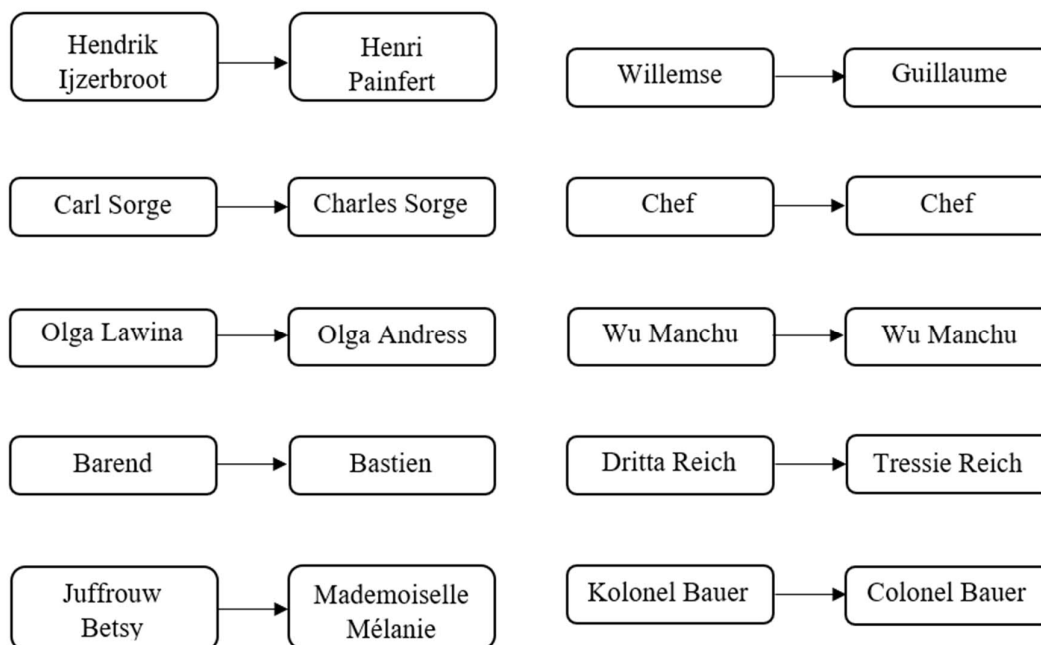 Hendrik
Ijzerbroot
Henri
Painfert
Willemse
Guillaume
Carl Sorge
Charles Sorge
Chef
Chef
Olga Lawina
Olga Andress
Wu Manchu
Wu Manchu
Barend
Bastien
Dritta Reich
Tressie Reich
Juffrouw
Betsy
Mademoiselle
Mélanie
Kolonel Bauer
Colonel Bauer